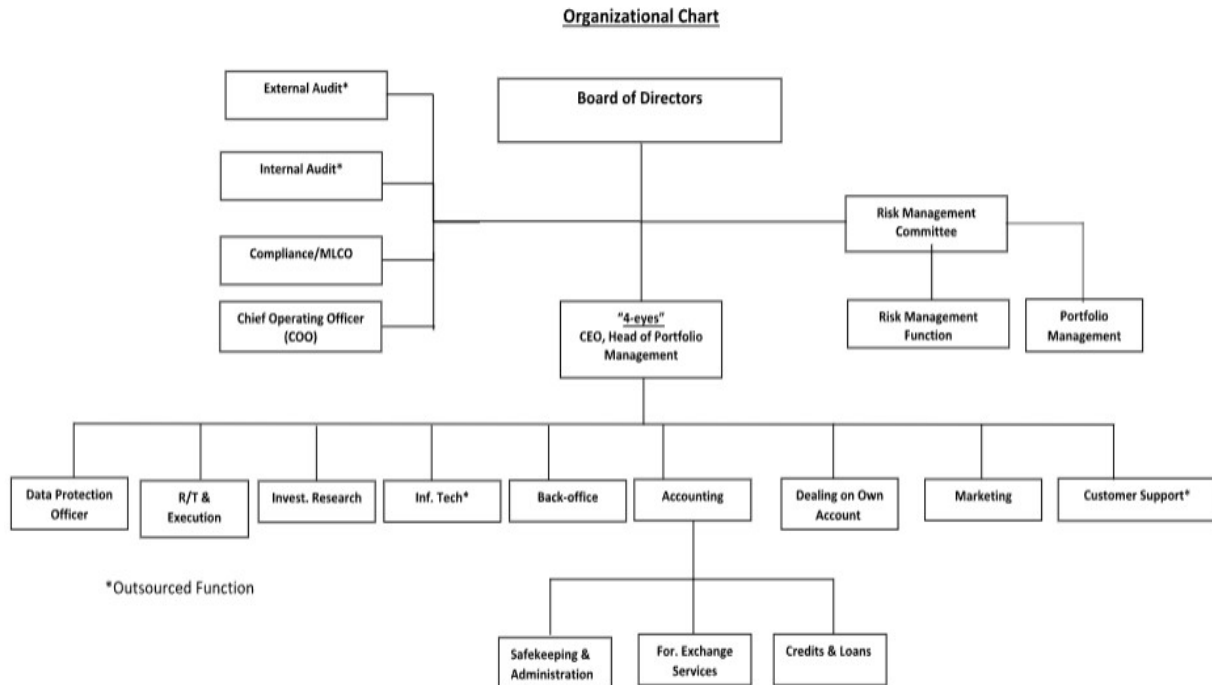 Organizational Chart
External Audit*
Board of Directors
Internal Audit*
Risk Management
Committee
Compliance/MLCO
Chief Operating Officer
(COO)
"4-eyes"
CEO, Head of Portfolio
Management
Risk Management
Function
Portfolio
Management
Data Protection
Officer
R/T &
Execution
Invest. Research
Inf. Tech*
Back-office
Accounting
Dealing on Own
Account
Marketing
Customer Support*
*Outsourced Function
Safekeeping &
Administration
For. Exchange
Services
Credits & Loans